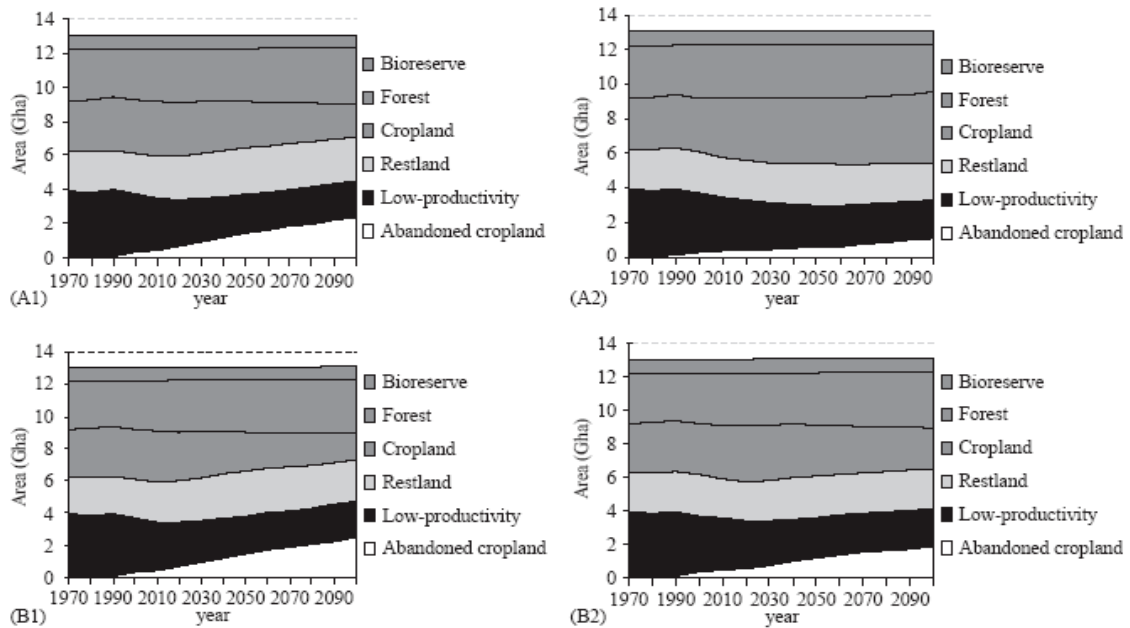 14
12
10
8
6
4
2
0
Area (Gha)
1970 1990 2010 2030 2050 2070 2090
year
(A1)
Bioreserve
Forest
Cropland
Restland
Low-productivity
Abandoned cropland
14
12
10
8
6
4
2
0
Area (Gha)
1970 1990 2010 2030 2050 2070 2090
year
(A2)
Bioreserve
Forest
Cropland
Restland
Low-productivity
Abandoned cropland
14
12
10
8
6
4
2
0
Area (Gha)
1970 1990 2010 2030 2050 2070 2090
year
(B1)
Bioreserve
Forest
Cropland
Restland
Low-productivity
Abandoned cropland
14
12
10
8
6
4
2
0
Area (Gha)
1970 1990 2010 2030 2050 2070 2090
year
(B2)
Bioreserve
Forest
Cropland
Restland
Low-productivity
Abandoned cropland